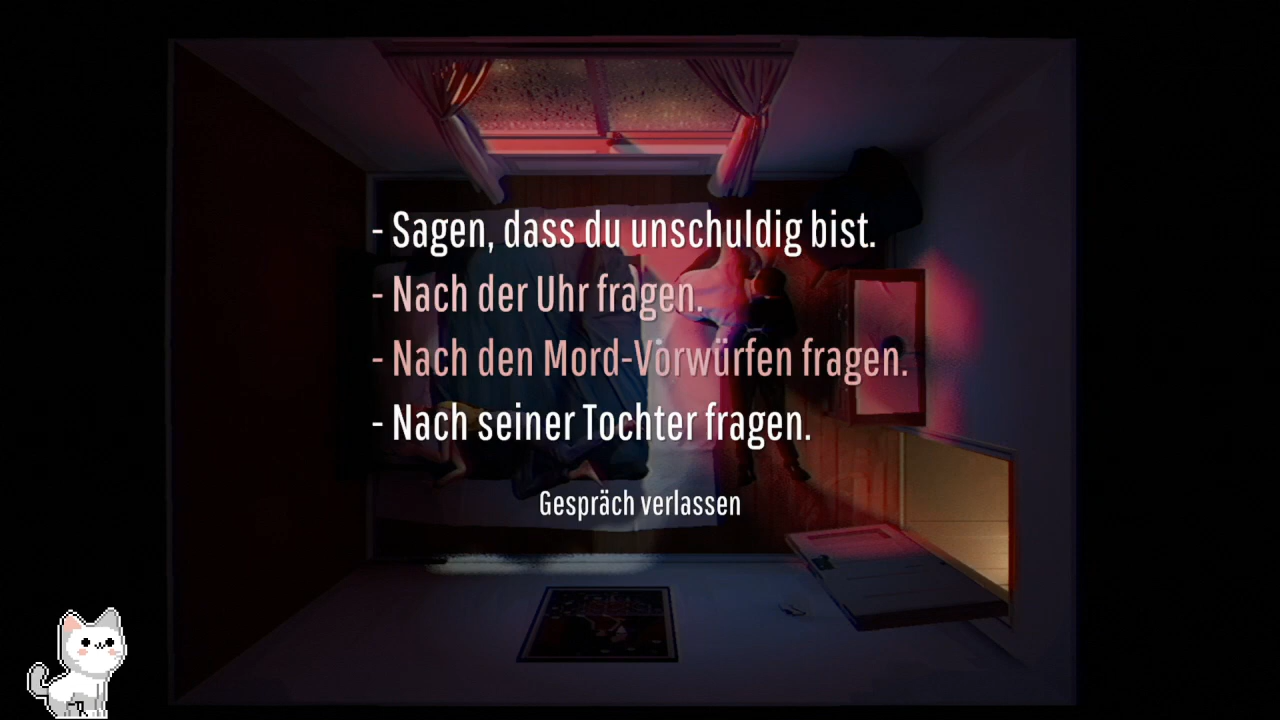 - Sagen, dass du unschuldig bist.
- Nach der Uhr fragen.
- Nach den Mord-Vorwürfen fragen.
- Nach seiner Tochter fragen.
Gespräch verlassen